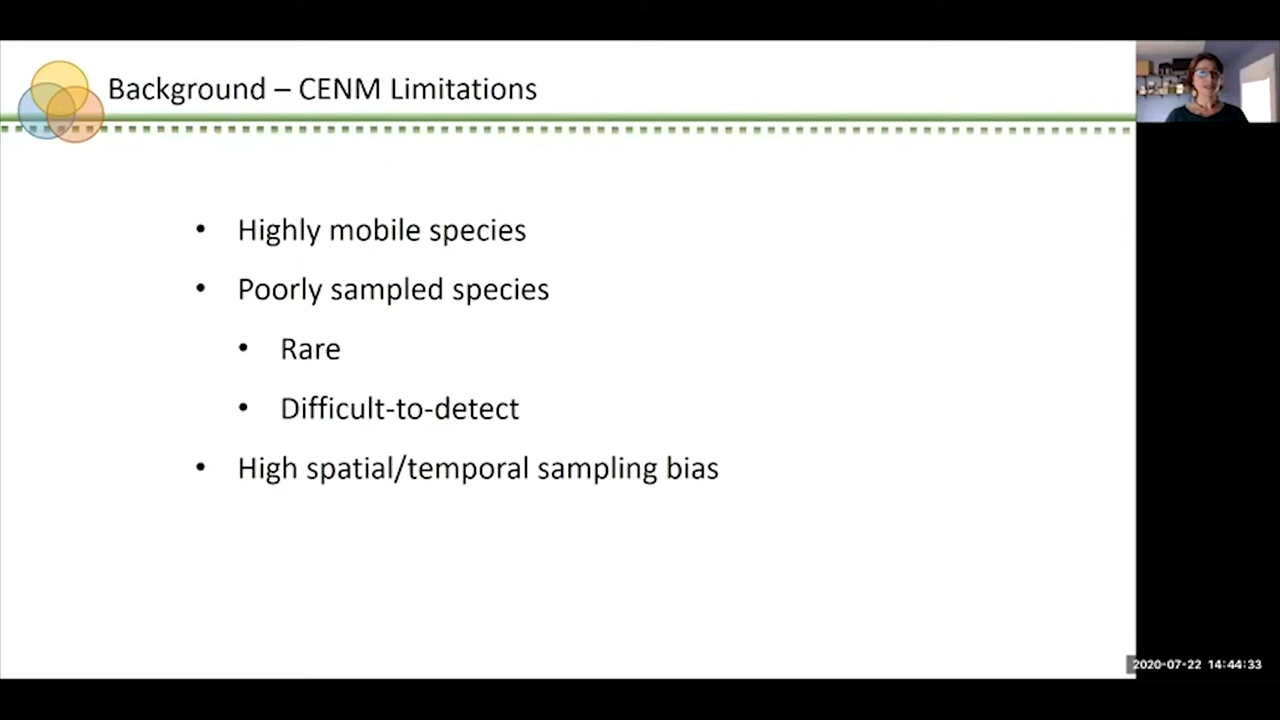 Background – CENM Limitations
• Highly mobile species
• Poorly sampled species
• Rare
• Difficult-to-detect
• High spatial/temporal sampling bias
2020-07-22 14:44:33